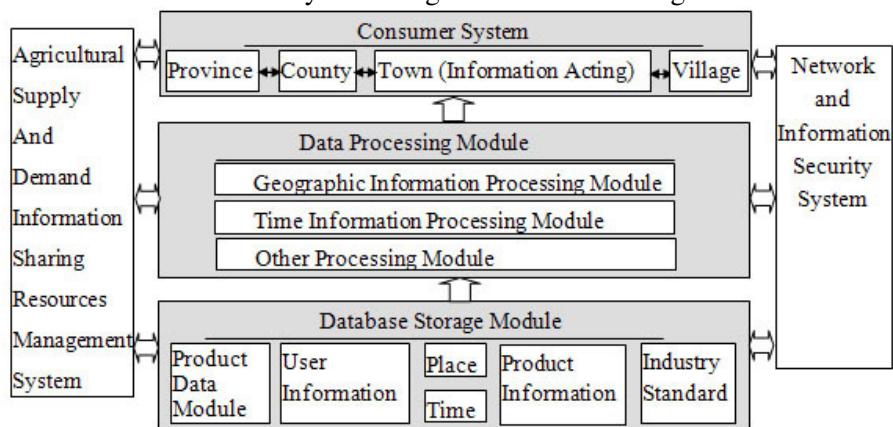 Agricultural
Supply
And
Demand
Information
Sharing
Resources
Management
System
Consumer System
Province County Town (Information Acting) Village
Data Processing Module
Geographic Information Processing Module
Time Information Processing Module
Other Processing Module
Database Storage Module
Product
Data
Module
User
Information
Place
Time
Product
Information
Industry
Standard
Network
and
Information
Security
System